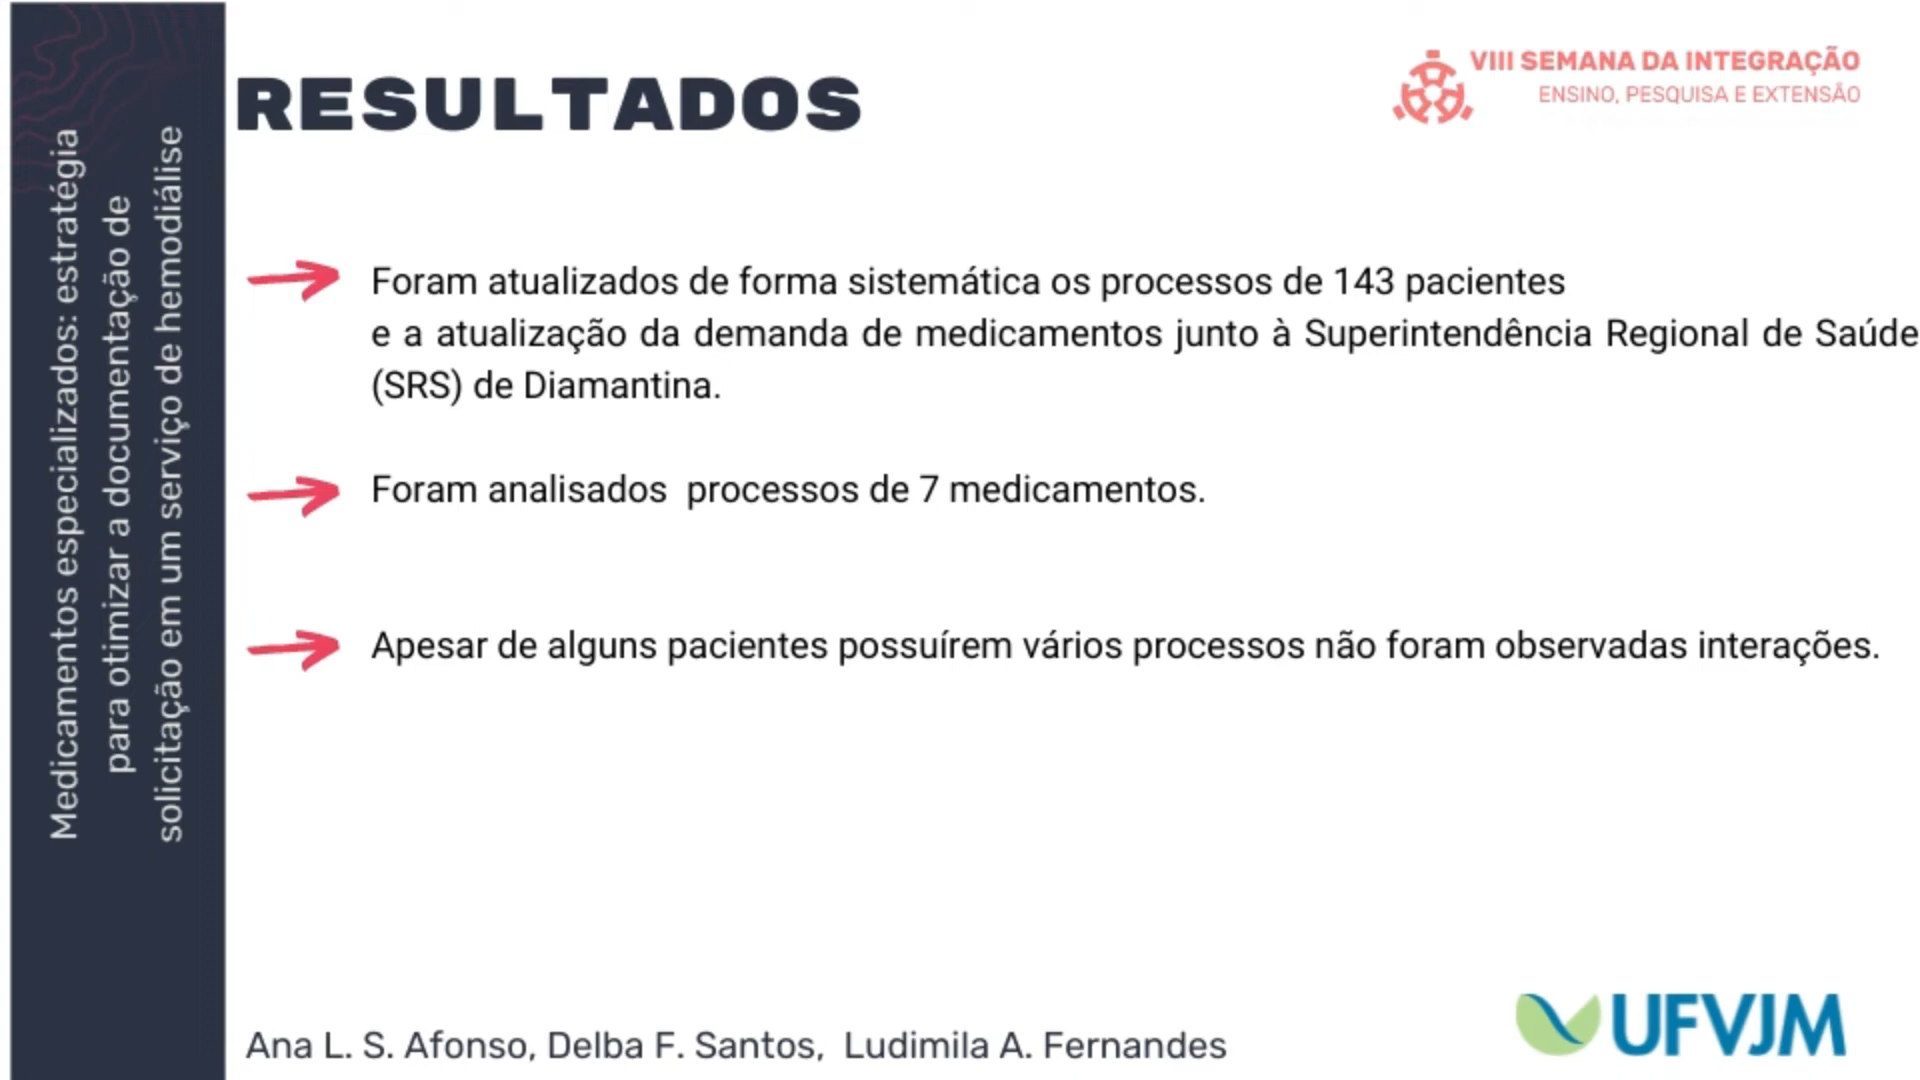 Medicamentos especializados: estratégia
para otimizar a documentação de
solicitação em um serviço de hemodiálise
RESULTADOS
VIII SEMANA DA INTEGRAÇÃO
ENSINO, PESQUISA E EXTENSÃO
Foram atualizados de forma sistemática os processos de 143 pacientes
e a atualização da demanda de medicamentos junto à Superintendência Regional de Saúde
(SRS) de Diamantina.
Foram analisados  processos de 7 medicamentos.
Apesar de alguns pacientes possuírem vários processos não foram observadas interações.
Ana L. S. Afonso, Delba F. Santos,  Ludimila A. Fernandes
UFVJM